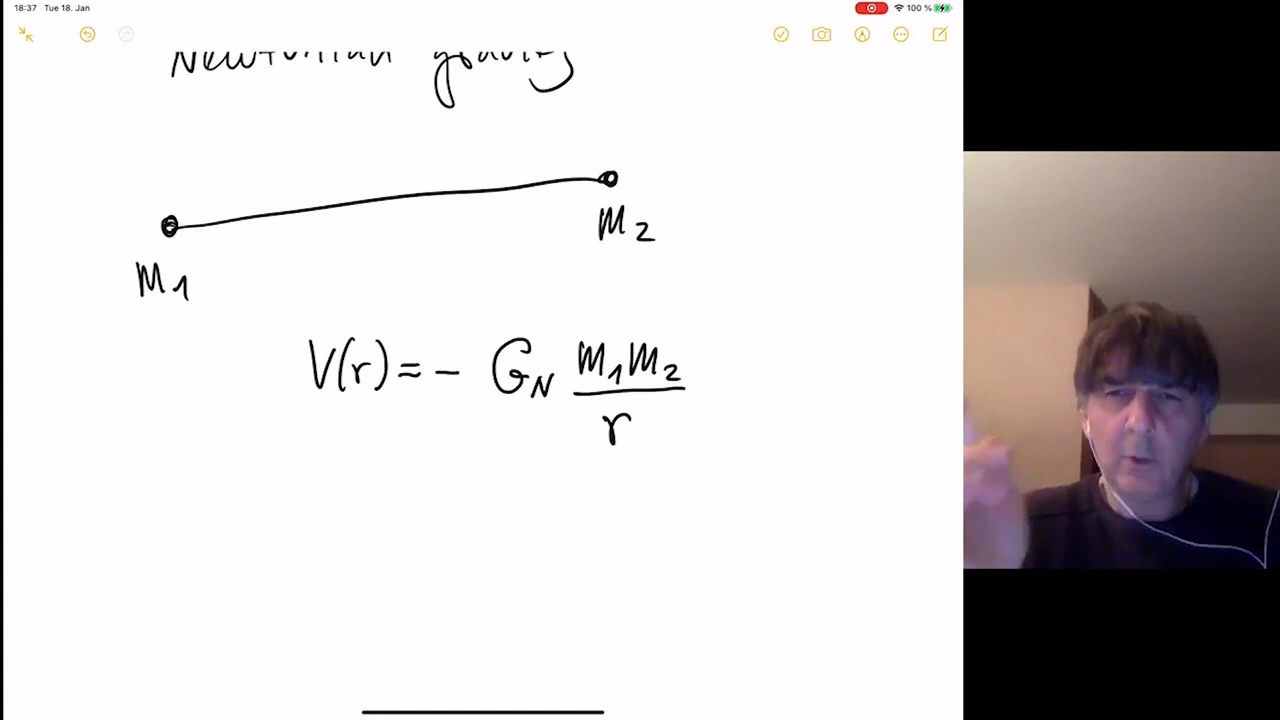 18:37 Tue 18. Jan 100 %
Newtonian gravity
m₂
m₁
V(r) = - G_N m₁m₂
r